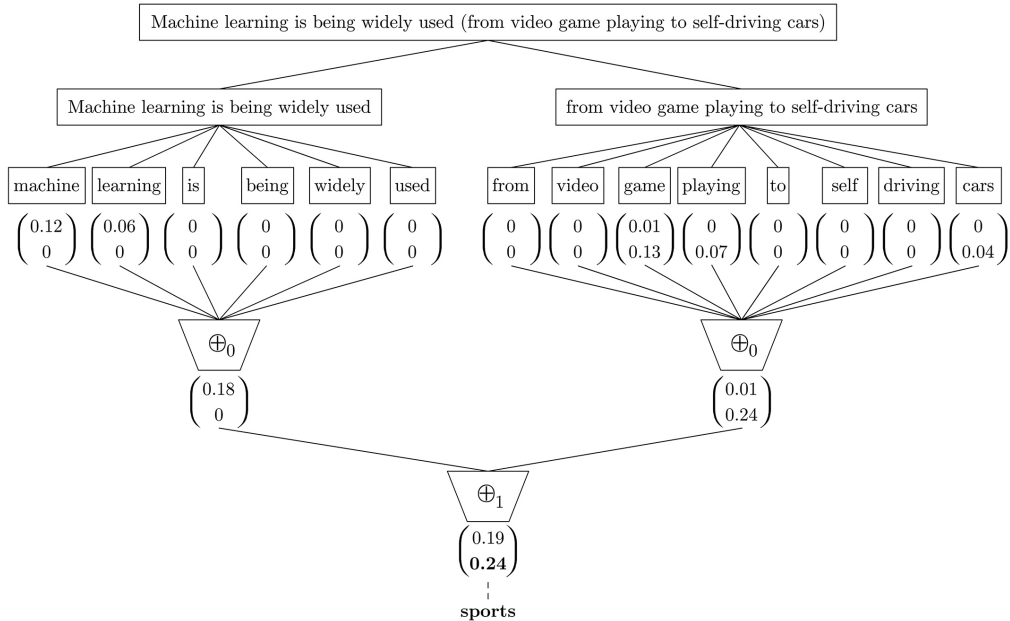 Machine learning is being widely used (from video game playing to self-driving cars)
Machine learning is being widely used
from video game playing to self-driving cars
machine learning is being widely used
from video game playing to self driving cars
0.12 0.06 0 0 0 0
0 0 0 0 0 0
0 0 0.01 0 0 0 0 0
0 0 0.13 0.07 0 0 0 0.04
⊕0
⊕0
0.18
0
0.01
0.24
⊕1
0.19
0.24
sports